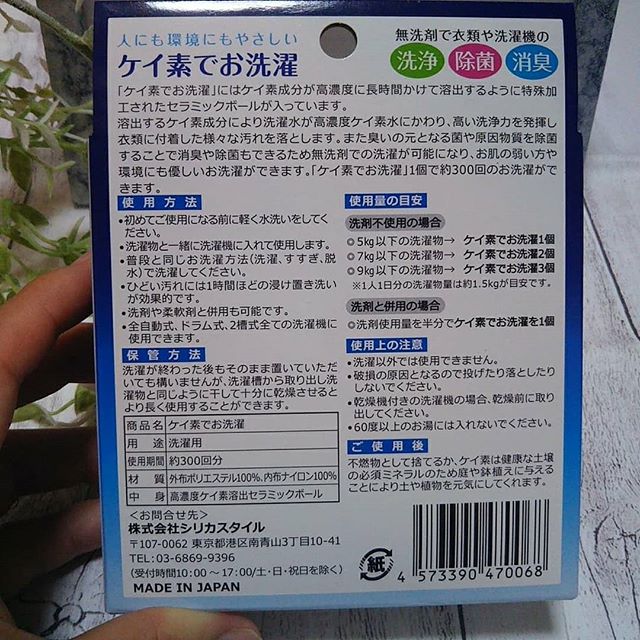 人にも環境にもやさしい
ケイ素でお洗濯
無洗剤で衣類や洗濯機の
洗浄 除菌 消臭
「ケイ素でお洗濯」にはケイ素成分が高濃度に長時間かけて溶出するように特殊加
工されたセラミックボールが入っています。
溶出するケイ素成分により洗濯水が高濃度ケイ素水にかわり、高い洗浄力を発揮し
衣類に付着した様々な汚れを落とします。また臭いの元となる菌や原因物質を除菌
することで消臭や除菌もできるため無洗剤での洗濯が可能になり、お肌の弱い方や
環境にも優しいお洗濯ができます。「ケイ素でお洗濯」1個で約300回のお洗濯がで
きます。
使用方法
•初めてご使用になる前に軽く水洗いをしてく
ださい。
•洗濯物と一緒に洗濯機に入れて使用します。
•普段と同じお洗濯方法(洗濯、すすぎ、脱
水)で洗濯してください。
•ひどい汚れには1時間ほどの浸け置き洗い
が効果的です。
•洗剤や柔軟剤と併用も可能です。
•全自動式、ドラム式、2槽式全ての洗濯機に
使用できます。
保管方法
洗濯が終わった後もそのまま置いていただ
いても構いませんが、洗濯槽から取り出し洗
濯物と同じように干して十分に乾燥させると
より長く使用することができます。
商品名 ケイ素でお洗濯
用途 洗濯用
使用期間 約300回分
材質 外布ポリエステル100%、内布ナイロン100%
中身 高濃度ケイ素溶出セラミックボール
<お問合せ先>
株式会社シリカスタイル
〒107-0062 東京都港区南青山3丁目10-41
TEL:03-6869-9396
(受付時間10:00～17:00/土・日・祝日を除く)
MADE IN JAPAN
使用量の目安
洗剤不使用の場合
◎5kg以下の洗濯物→ ケイ素でお洗濯1個
◎7kg以下の洗濯物→ ケイ素でお洗濯2個
◎9kg以下の洗濯物→ ケイ素でお洗濯3個
※1人1日分の洗濯物量は約1.5kgが目安です。
洗剤と併用の場合
◎洗剤使用量を半分でケイ素でお洗濯を1個
使用上の注意
•洗濯以外では使用できません。
•破損の原因となるので投げたり落としたり
しないでください。
•乾燥機付きの洗濯機の場合、乾燥前に取り
出してください。
•60度以上のお湯には入れないでください。
ご使用後
不燃物として捨てるか、ケイ素は健康な土壌
の必須ミネラルのため庭や鉢植えに与える
ことにより土や植物を元気にしてくれます。
紙
4 573390 470068